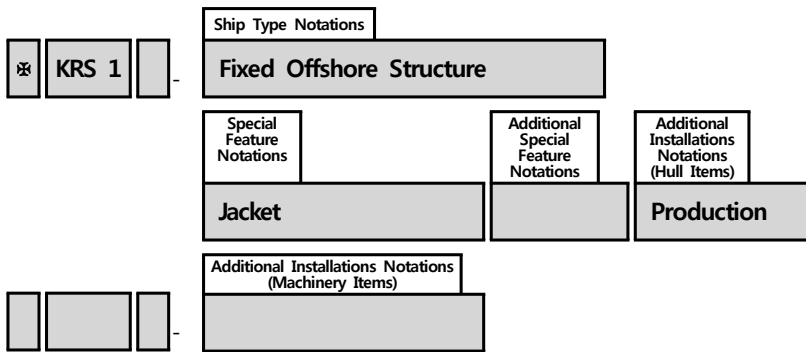 Ship Type Notations
✠ KRS 1 - Fixed Offshore Structure
Special
Feature
Notations
Additional
Special
Feature
Notations
Additional
Installations
Notations
(Hull Items)
Jacket
Production
Additional Installations Notations
(Machinery Items)
-